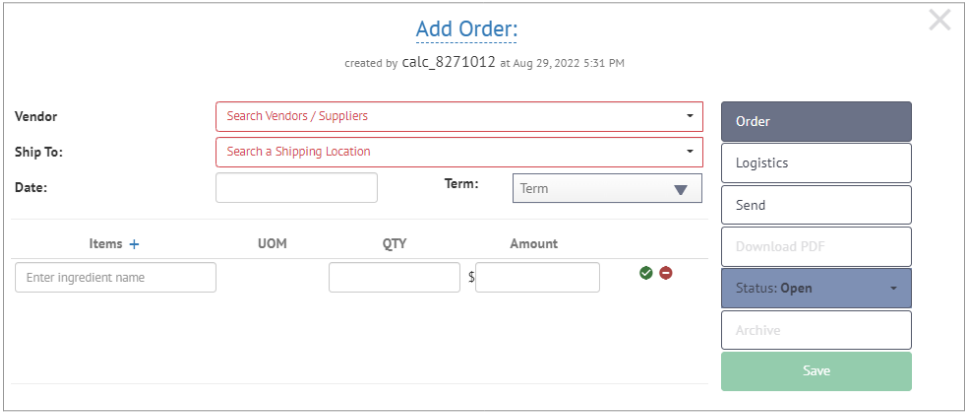 Add Order:
created by calc_8271012 at Aug 29, 2022 5:31 PM
Vendor
Search Vendors / Suppliers
Ship To:
Search a Shipping Location
Date:
Term:
Term
Items +
UOM
QTY
Amount
Enter ingredient name
$
Order
Logistics
Send
Download PDF
Status: Open
Archive
Save